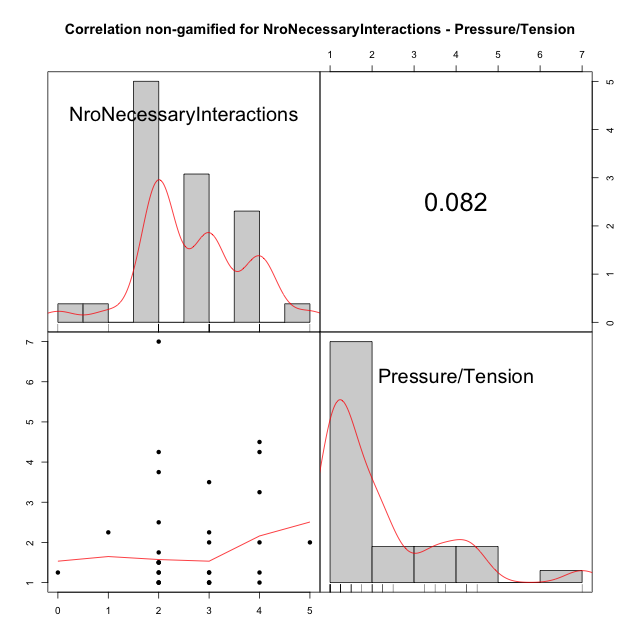 Correlation non-gamified for NroNecessaryInteractions - Pressure/Tension
1 2 3 4 5 6 7
NroNecessaryInteractions
0.082
5
4
3
2
1
0
7
6
5
4
3
2
1
Pressure/Tension
0 1 2 3 4 5